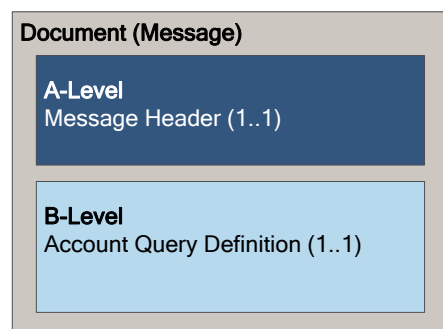 Document (Message)
A-Level
Message Header (1..1)
B-Level
Account Query Definition (1..1)